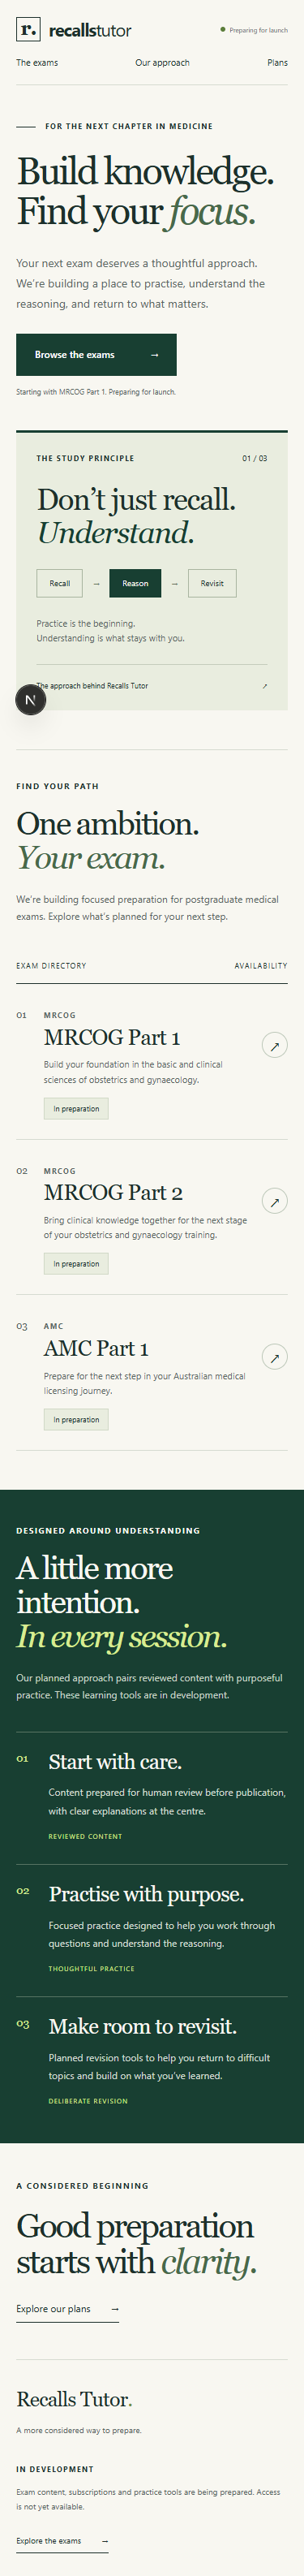 r. recallstutor
Preparing for launch
The exams Our approach Plans
FOR THE NEXT CHAPTER IN MEDICINE
Build knowledge.
Find your focus.
Your next exam deserves a thoughtful approach.
We’re building a place to practise, understand the
reasoning, and return to what matters.
Browse the exams →
Starting with MRCOG Part 1. Preparing for launch.
THE STUDY PRINCIPLE 01 / 03
Don’t just recall.
Understand.
Recall → Reason → Revisit
Practice is the beginning.
Understanding is what stays with you.
The approach behind Recalls Tutor ↗
N
FIND YOUR PATH
One ambition.
Your exam.
We’re building focused preparation for postgraduate medical
exams. Explore what’s planned for your next step.
EXAM DIRECTORY AVAILABILITY
01 MRCOG
MRCOG Part 1 ↗
Build your foundation in the basic and clinical
sciences of obstetrics and gynaecology.
In preparation
02 MRCOG
MRCOG Part 2 ↗
Bring clinical knowledge together for the next stage
of your obstetrics and gynaecology training.
In preparation
03 AMC
AMC Part 1 ↗
Prepare for the next step in your Australian medical
licensing journey.
In preparation
DESIGNED AROUND UNDERSTANDING
A little more
intention.
In every session.
Our planned approach pairs reviewed content with purposeful
practice. These learning tools are in development.
01 Start with care.
Content prepared for human review before publication,
with clear explanations at the centre.
REVIEWED CONTENT
02 Practise with purpose.
Focused practice designed to help you work through
questions and understand the reasoning.
THOUGHTFUL PRACTICE
03 Make room to revisit.
Planned revision tools to help you return to difficult
topics and build on what you’ve learned.
DELIBERATE REVISION
A CONSIDERED BEGINNING
Good preparation
starts with clarity.
Explore our plans →
Recalls Tutor.
A more considered way to prepare.
IN DEVELOPMENT
Exam content, subscriptions and practice tools are being prepared. Access
is not yet available.
Explore the exams →